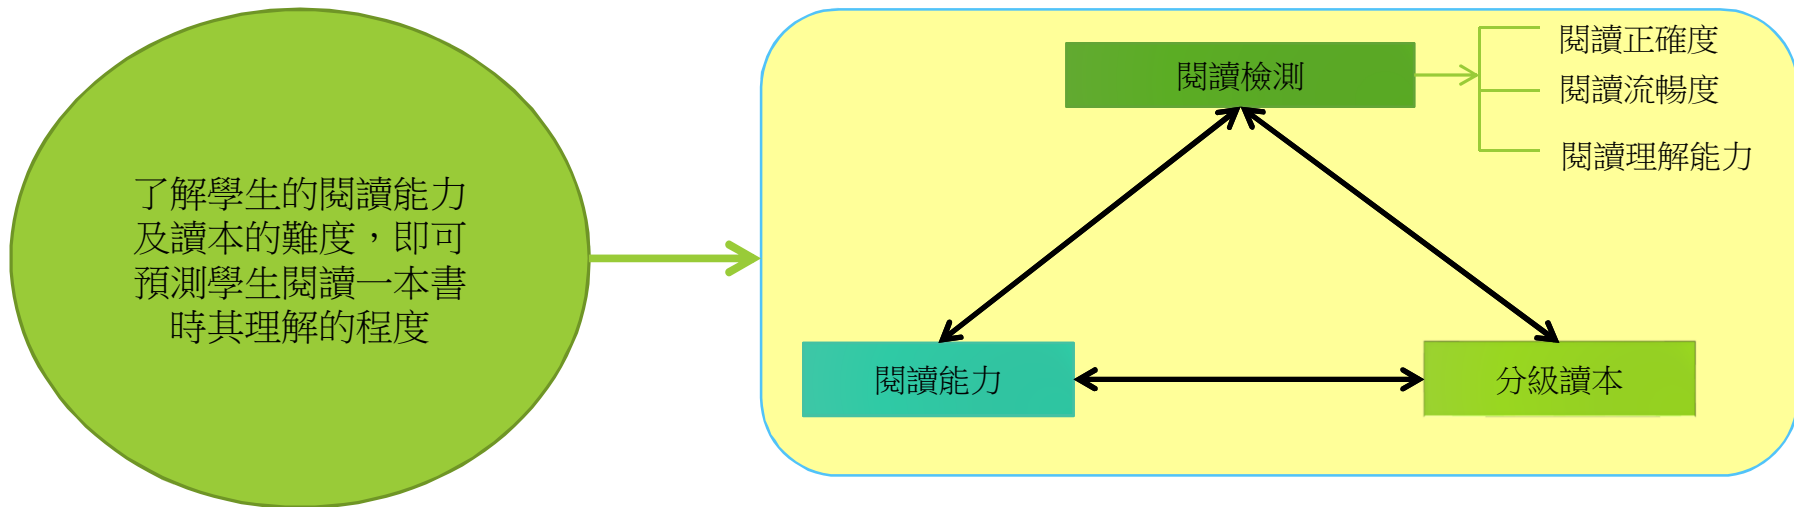 了解學生的閱讀能力
及讀本的難度，即可
預測學生閱讀一本書
時其理解的程度
閱讀檢測
閱讀正確度
閱讀流暢度
閱讀理解能力
閱讀能力
分級讀本